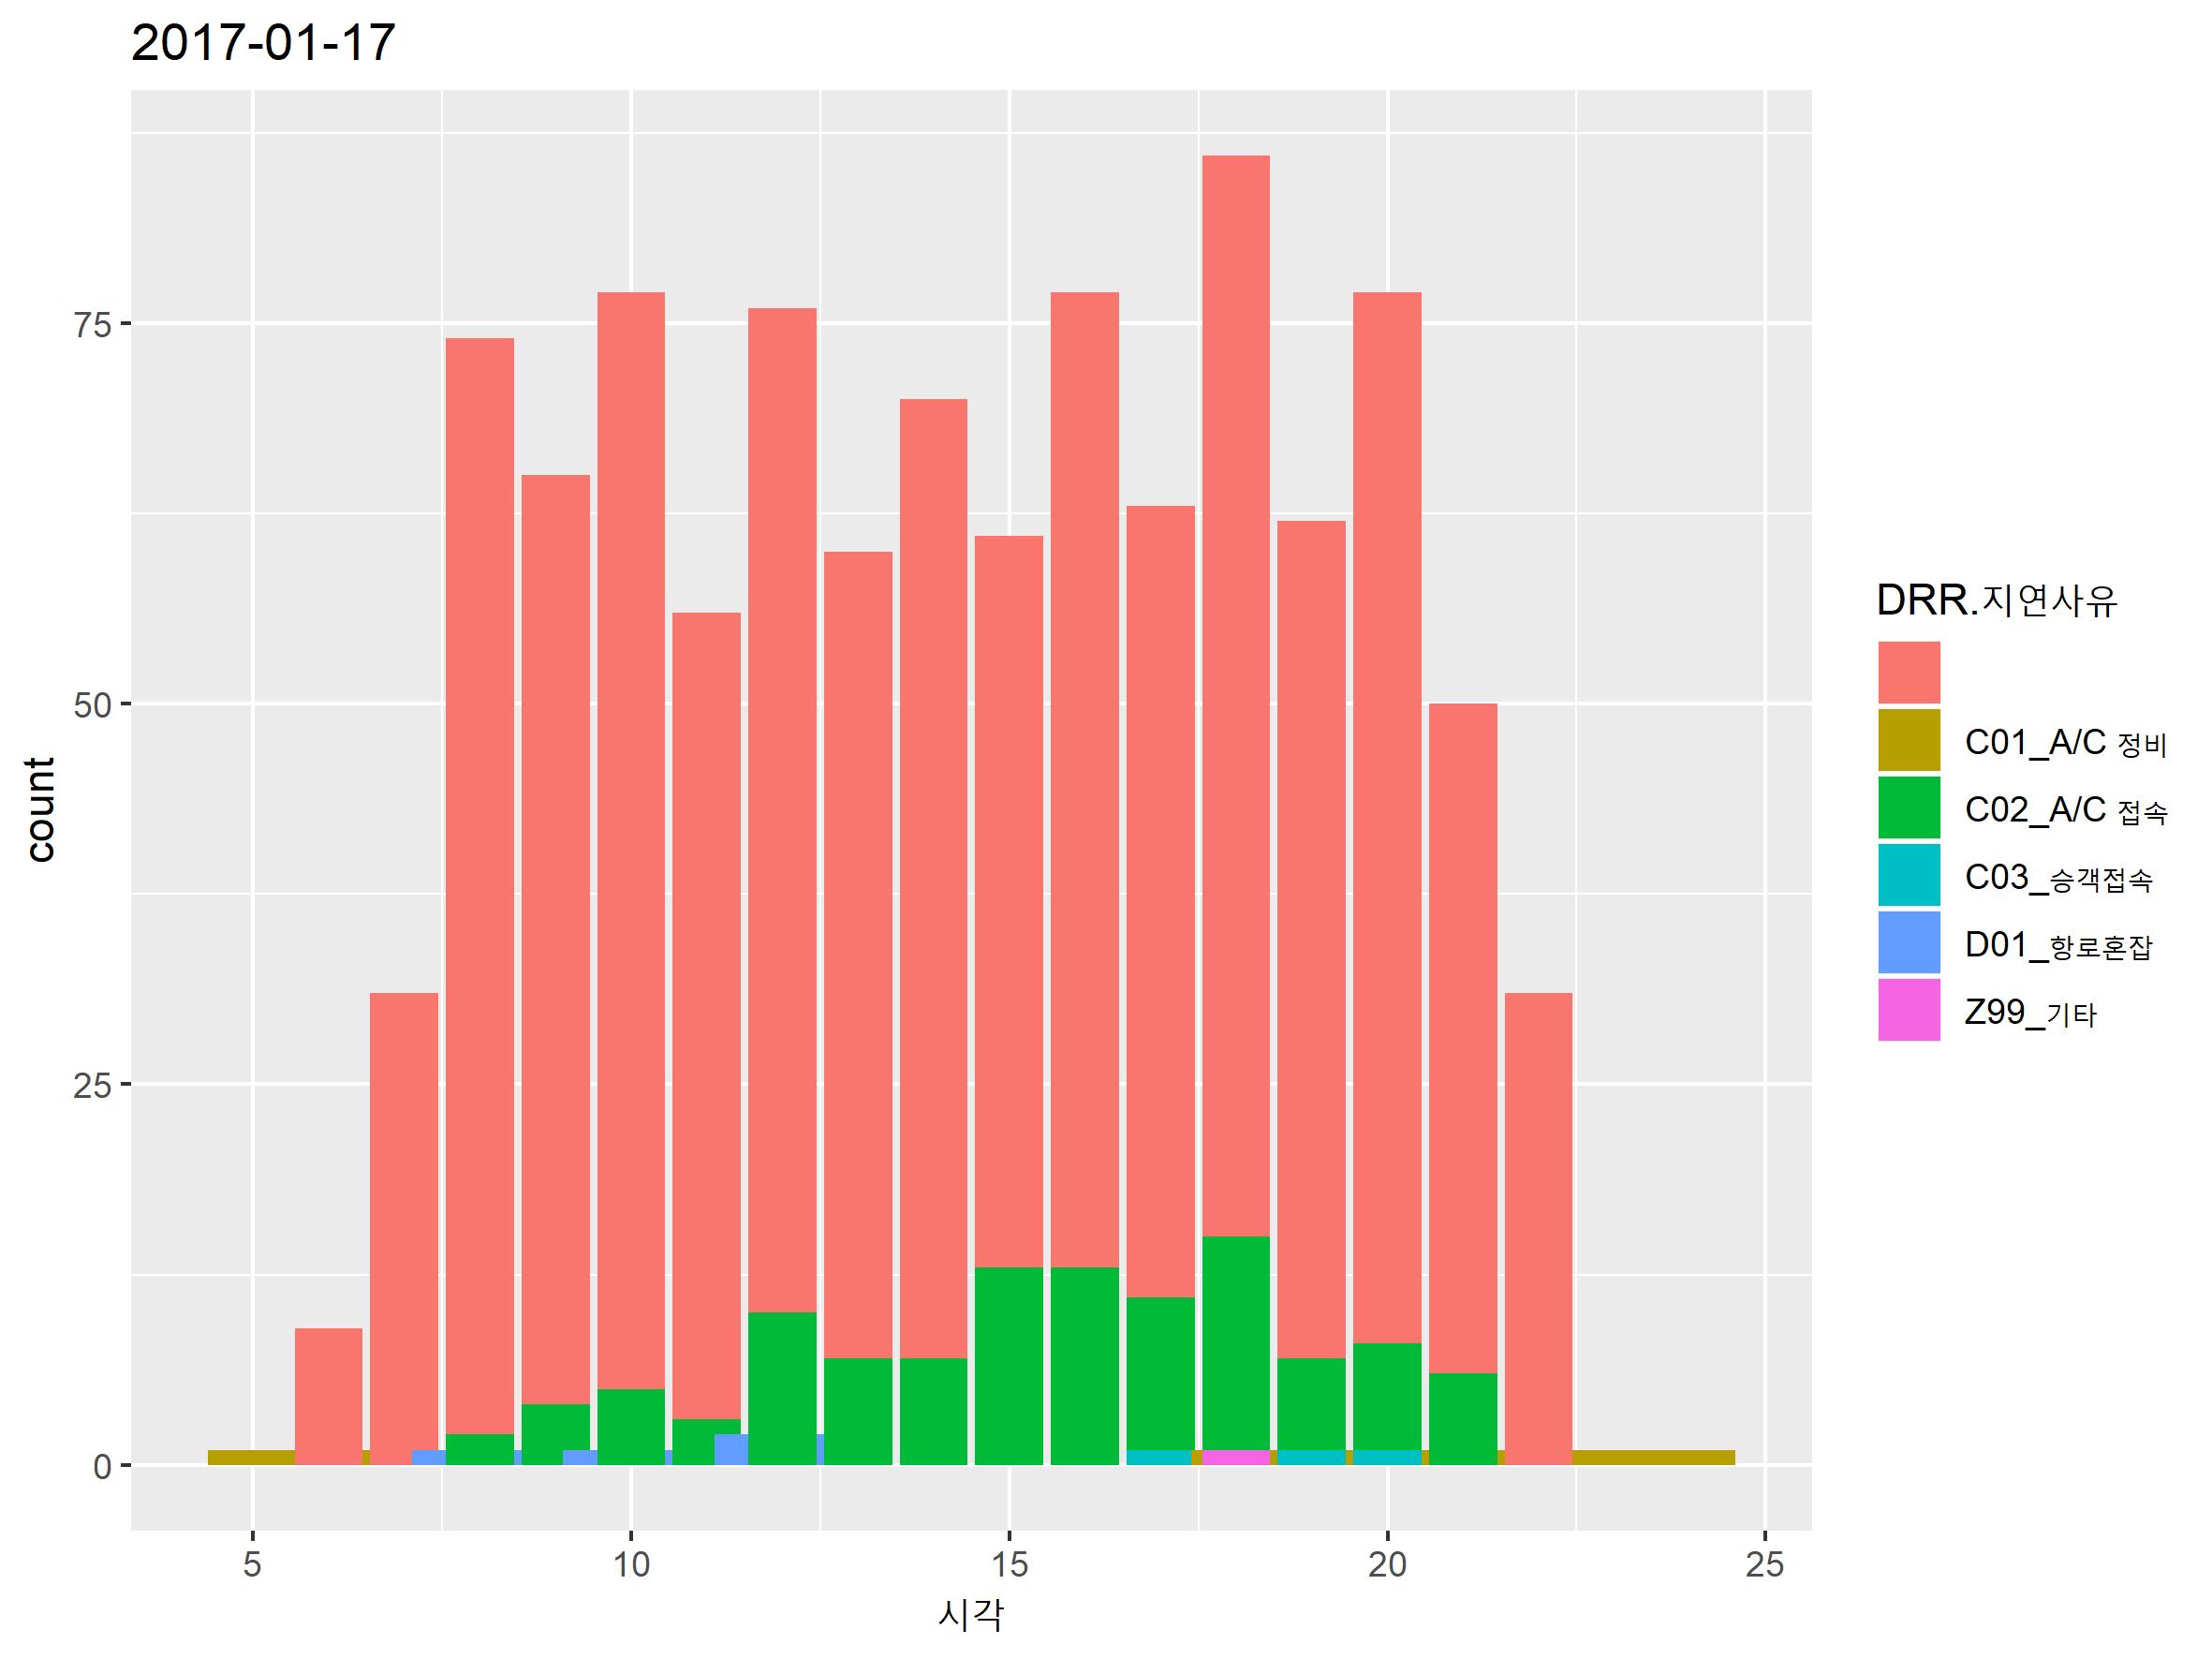 2017-01-17
75
50
25
0
count
5 10 15 20 25
시각
DRR.지연사유
C01_A/C 정비
C02_A/C 접속
C03_승객접속
D01_항로혼잡
Z99_기타